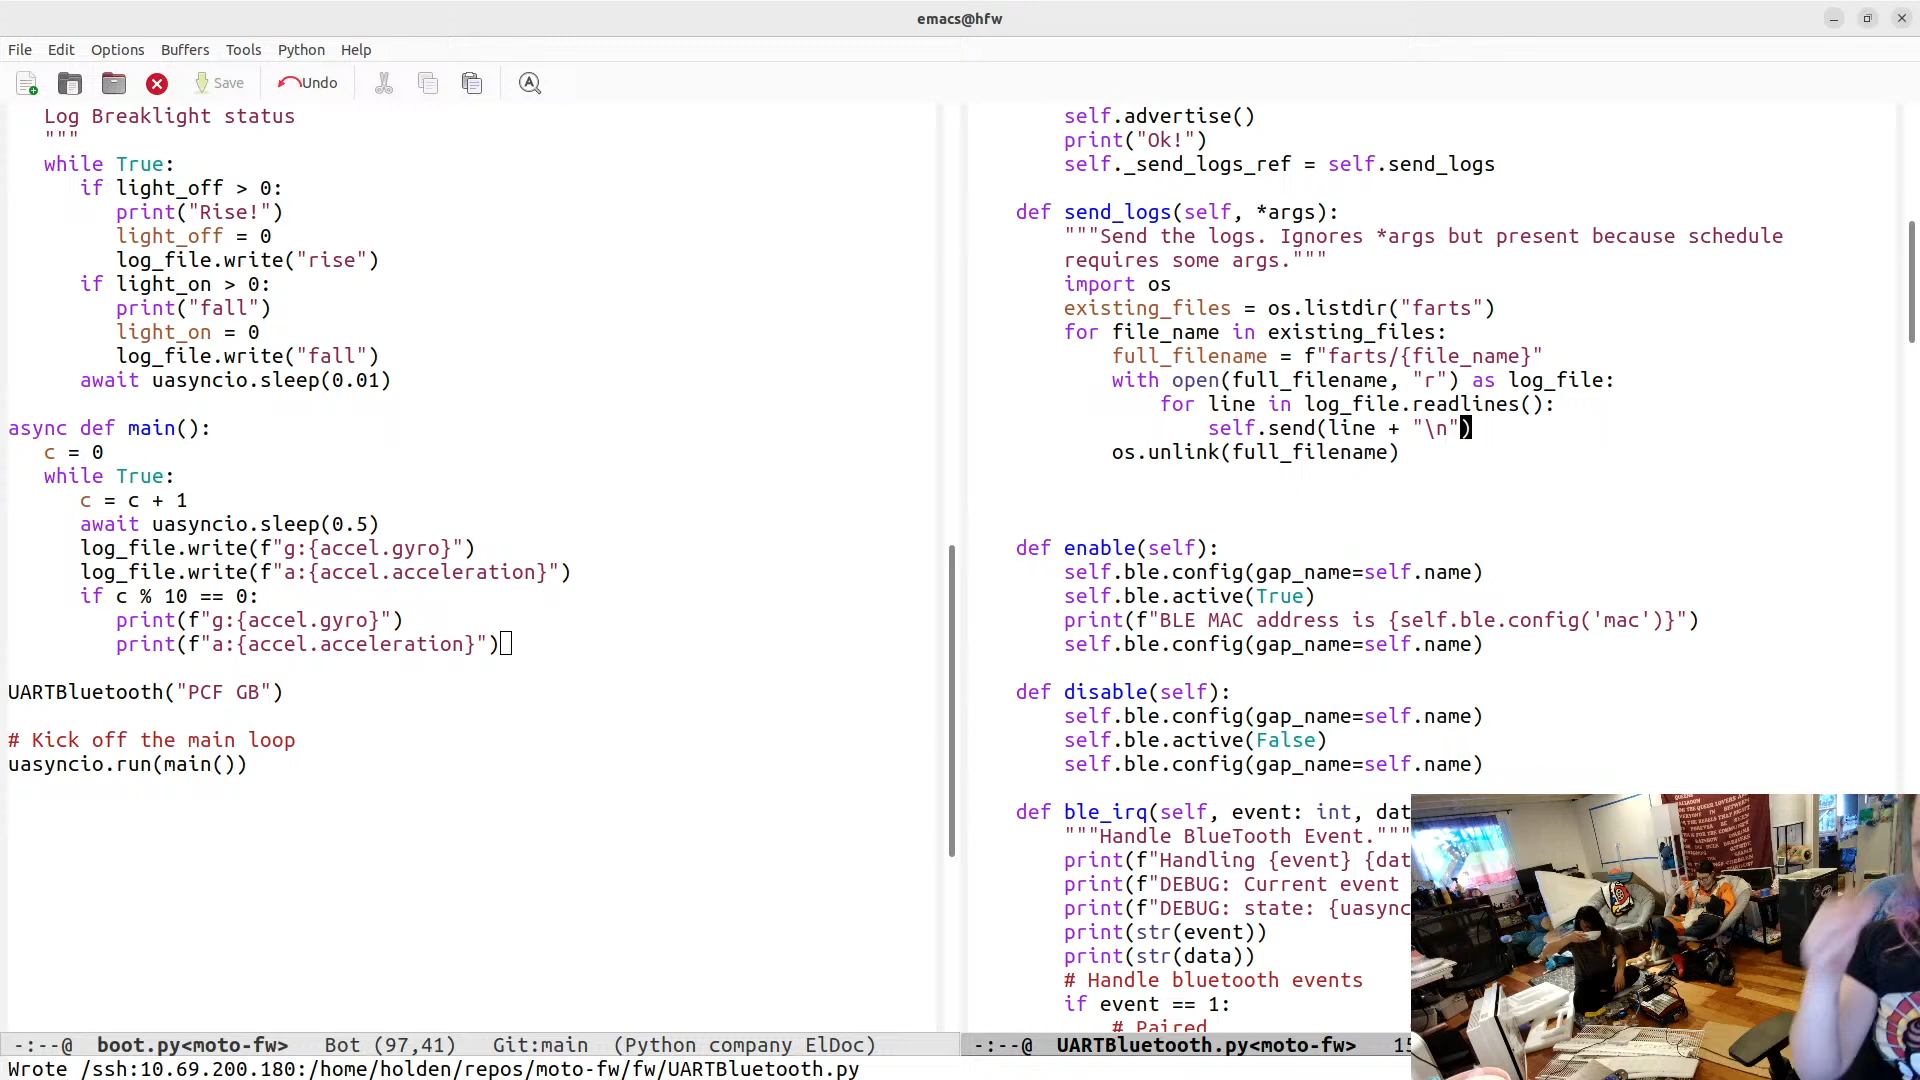 emacs@hfw
File Edit Options Buffers Tools Python Help
Save Undo
Log Breaklight status
"""
while True:
if light_off > 0:
print("Rise!")
light_off = 0
log_file.write("rise")
if light_on > 0:
print("fall")
light_on = 0
log_file.write("fall")
await uasyncio.sleep(0.01)
async def main():
c = 0
while True:
c = c + 1
await uasyncio.sleep(0.5)
log_file.write(f"g:{accel.gyro}")
log_file.write(f"a:{accel.acceleration}")
if c % 10 == 0:
print(f"g:{accel.gyro}")
print(f"a:{accel.acceleration}")
UARTBluetooth("PCF GB")
# Kick off the main loop
uasyncio.run(main())
-:--@ boot.py<moto-fw> Bot (97,41) Git:main (Python company ElDoc)
self.advertise()
print("Ok!")
self._send_logs_ref = self.send_logs
def send_logs(self, *args):
"""Send the logs. Ignores *args but present because schedule
requires some args."""
import os
existing_files = os.listdir("farts")
for file_name in existing_files:
full_filename = f"farts/{file_name}"
with open(full_filename, "r") as log_file:
for line in log_file.readlines():
self.send(line + "\n")
os.unlink(full_filename)
def enable(self):
self.ble.config(gap_name=self.name)
self.ble.active(True)
print(f"BLE MAC address is {self.ble.config('mac')}")
self.ble.config(gap_name=self.name)
def disable(self):
self.ble.config(gap_name=self.name)
self.ble.active(False)
self.ble.config(gap_name=self.name)
def ble_irq(self, event: int, dat
"""Handle BlueTooth Event."""
print(f"Handling {event} {dat
print(f"DEBUG: Current event
print(f"DEBUG: state: {uasync
print(str(event))
print(str(data))
# Handle bluetooth events
if event == 1:
# Paired
-:--@ UARTBluetooth.py<moto-fw> 15
Wrote /ssh:10.69.200.180:/home/holden/repos/moto-fw/fw/UARTBluetooth.py